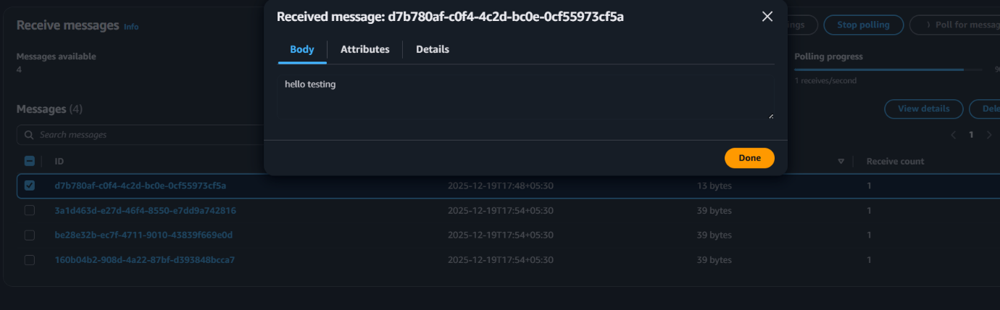 Received message: d7b780af-c0f4-4c2d-bc0e-0cf55973cf5a
Receive messages Info
ngs Stop polling Poll for messag
Body Attributes Details
Messages available
4
Polling progress
1 receives/second
hello testing
Messages (4)
View details Dele
Search messages
1
Done
ID Receive count
d7b780af-c0f4-4c2d-bc0e-0cf55973cf5a 2025-12-19T17:48+05:30 13 bytes 1
3a1d463d-e27d-46f4-8550-e7dd9a742816 2025-12-19T17:54+05:30 39 bytes 1
be28e32b-ec7f-4711-9010-43839f669e0d 2025-12-19T17:54+05:30 39 bytes 1
160b04b2-908d-4a22-87bf-d393848bcca7 2025-12-19T17:54+05:30 39 bytes 1